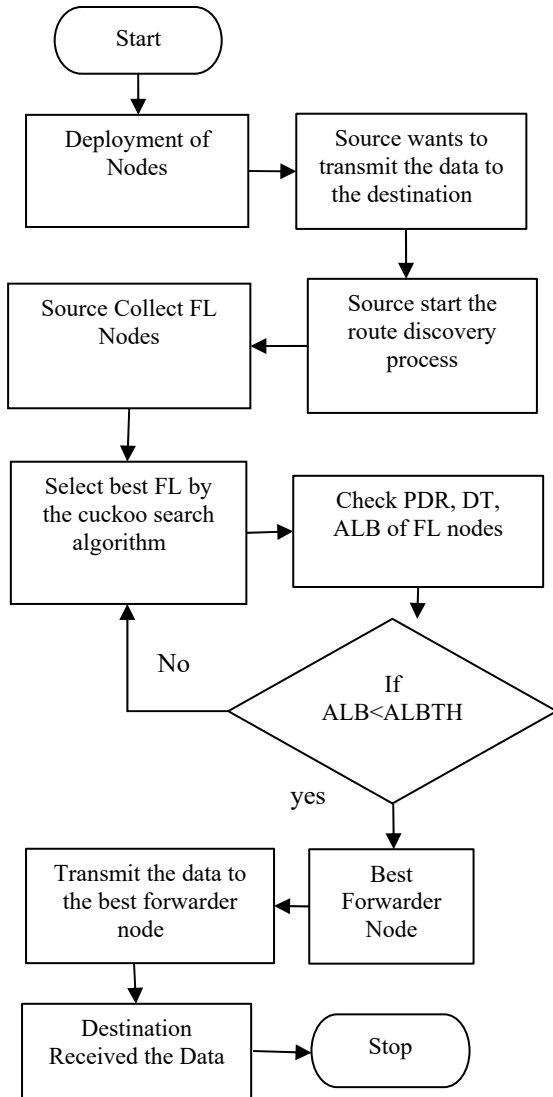 Start
Deployment of
Nodes
Source wants to
transmit the data to
the destination
Source start the
route discovery
process
Source Collect FL
Nodes
Select best FL by
the cuckoo search
algorithm
Check PDR, DT,
ALB of FL nodes
If
ALB<ALBTH
No
yes
Best
Forwarder
Node
Transmit the data to
the best forwarder
node
Destination
Received the Data
Stop